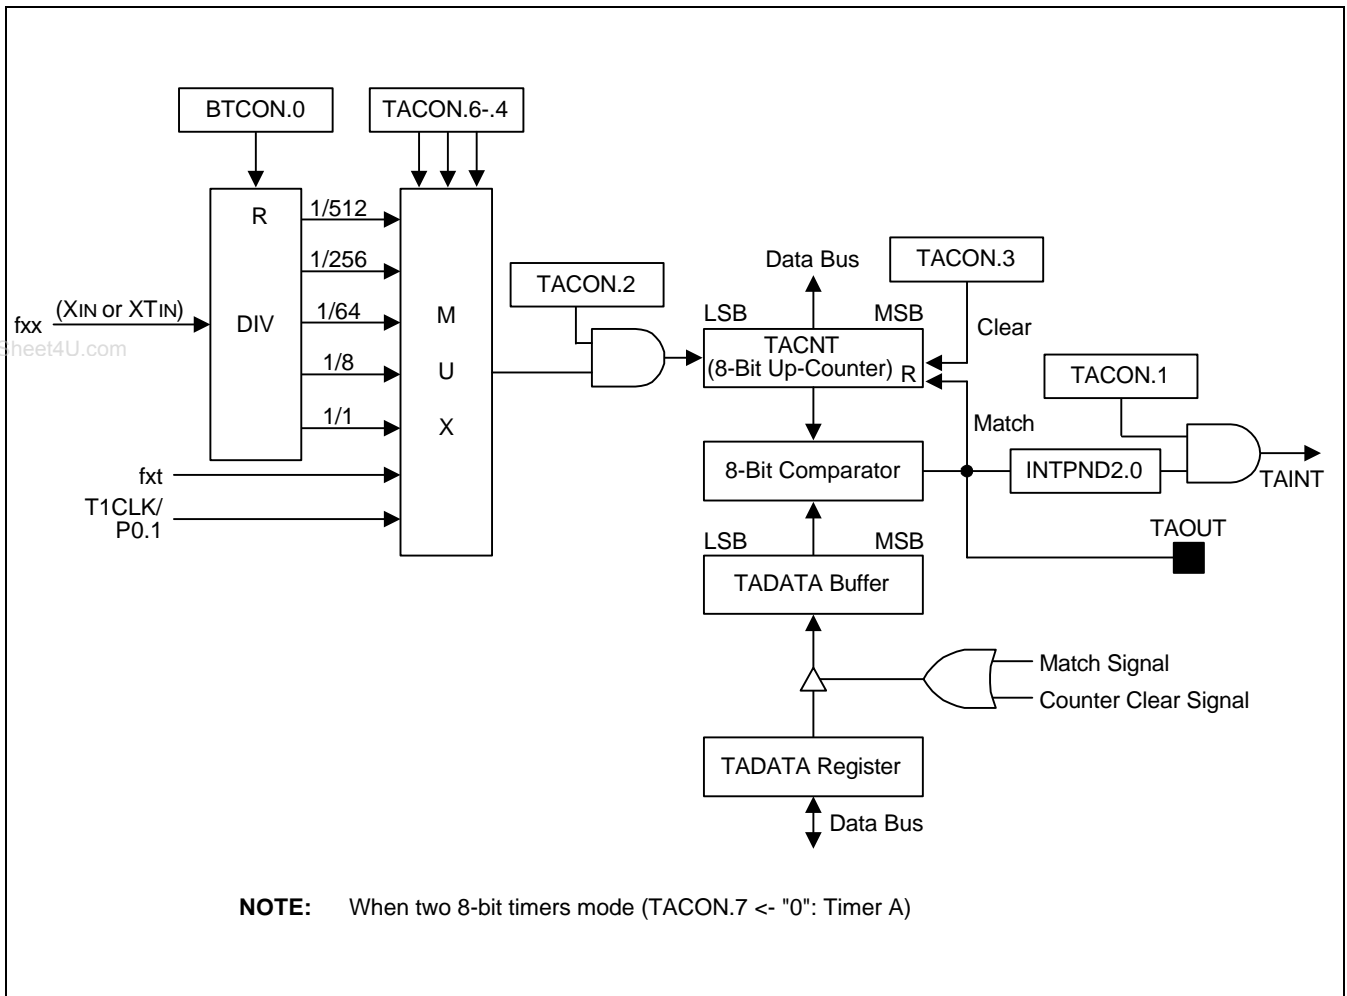 BTCON.0
TACON.6-.4
R
1/512
1/256
1/64
1/8
1/1
fxx
(XIN or XTIN)
DIV
M
U
X
fxt
T1CLK/
P0.1
TACON.2
Data Bus
TACON.3
LSB
MSB
Clear
TACNT
(8-Bit Up-Counter)
R
TACON.1
Match
8-Bit Comparator
INTPND2.0
TAINT
TAOUT
LSB
MSB
TADATA Buffer
Match Signal
Counter Clear Signal
TADATA Register
Data Bus
heet4U.com
NOTE: When two 8-bit timers mode (TACON.7 <- "0": Timer A)